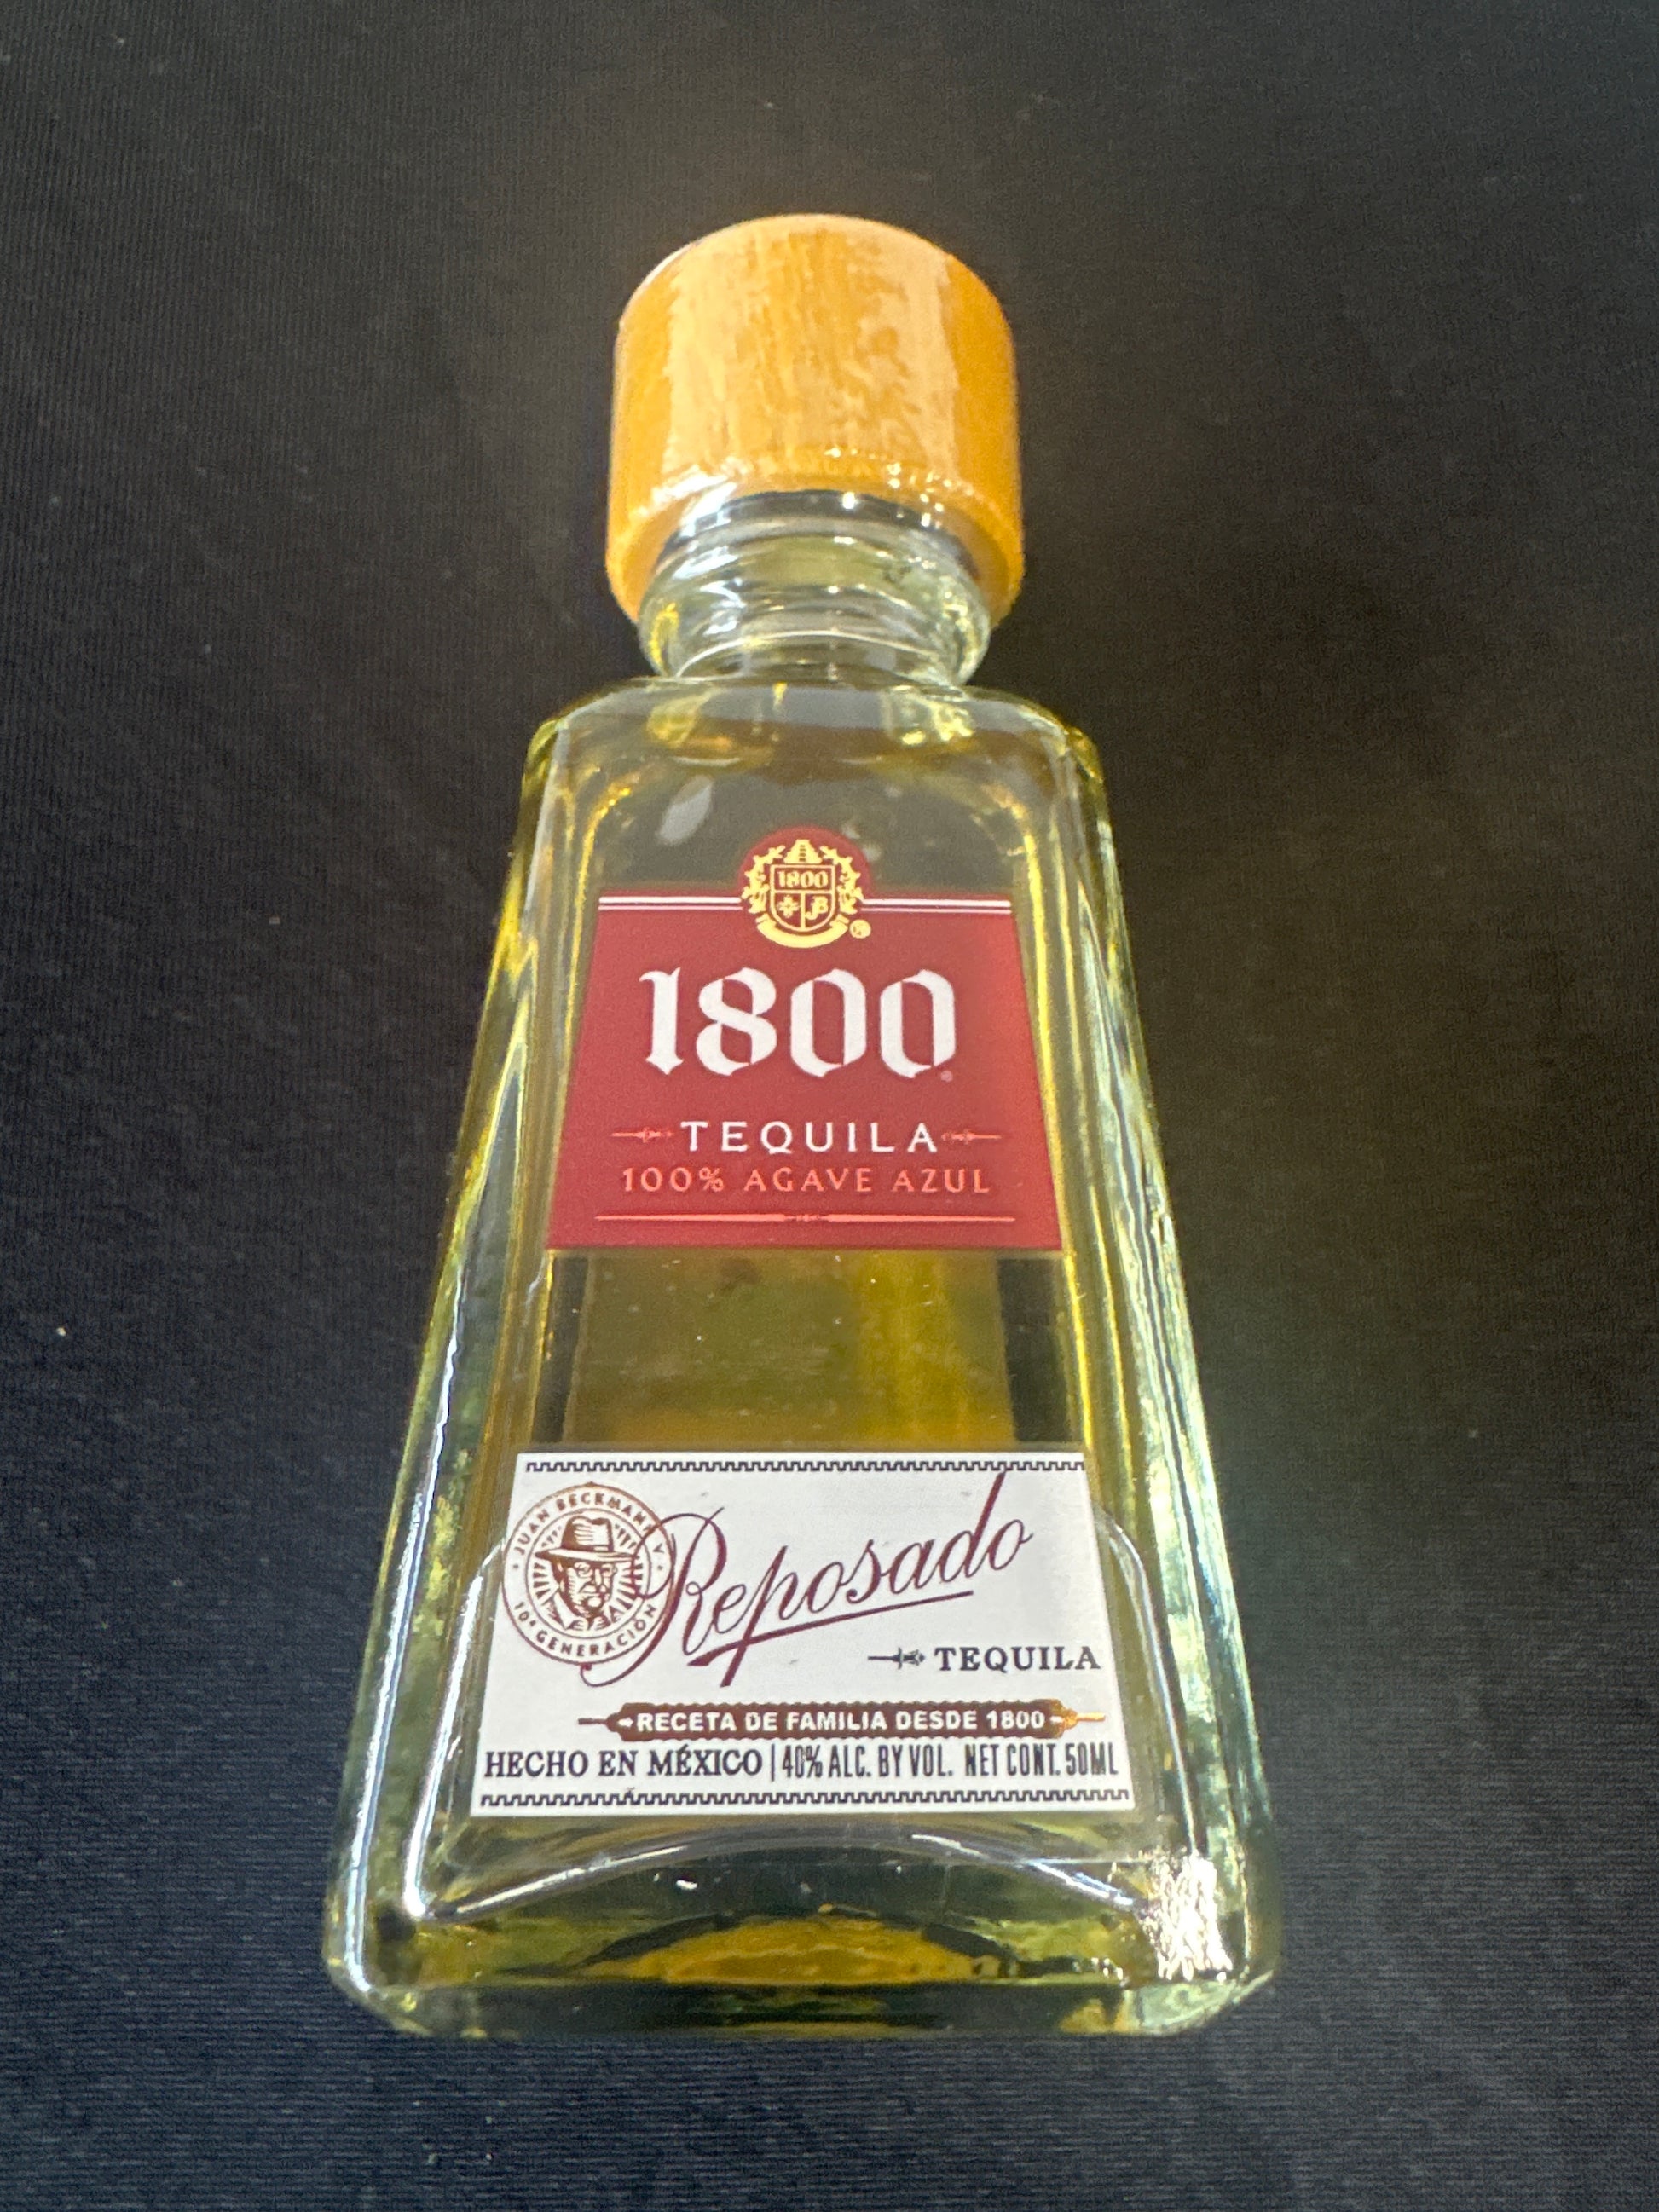 1800
JB
®
1800
TEQUILA
100% AGAVE AZUL
JUAN BECKMANN V
10ª GENERACIÓN
Reposado
TEQUILA
RECETA DE FAMILIA DESDE 1800
HECHO EN MÉXICO | 40% ALC. BY VOL. NET CONT. 50ML